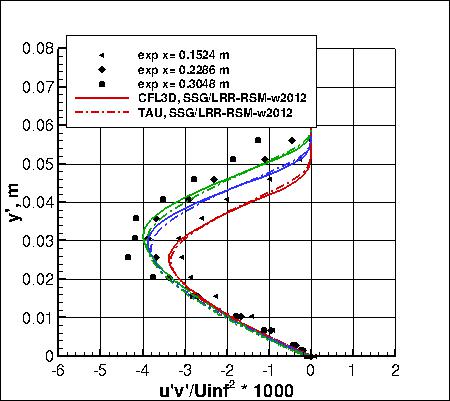 0.08
exp x= 0.1524 m
exp x= 0.2286 m
exp x= 0.3048 m
CFL3D, SSG/LRR-RSM-w2012
TAU, SSG/LRR-RSM-w2012
0.07
0.06
0.05
0.04
0.03
0.02
0.01
0
y', m
-6 -5 -4 -3 -2 -1 0 1 2
u'v'/Uinf² * 1000